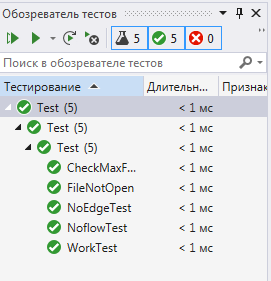 Обозреватель тестов
5 5 0
Поиск в обозревателе тестов
Тестирование Длительн... Признак
Test (5) < 1 мс
Test (5) < 1 мс
Test (5) < 1 мс
CheckMaxF... < 1 мс
FileNotOpen < 1 мс
NoEdgeTest < 1 мс
NoflowTest < 1 мс
WorkTest < 1 мс